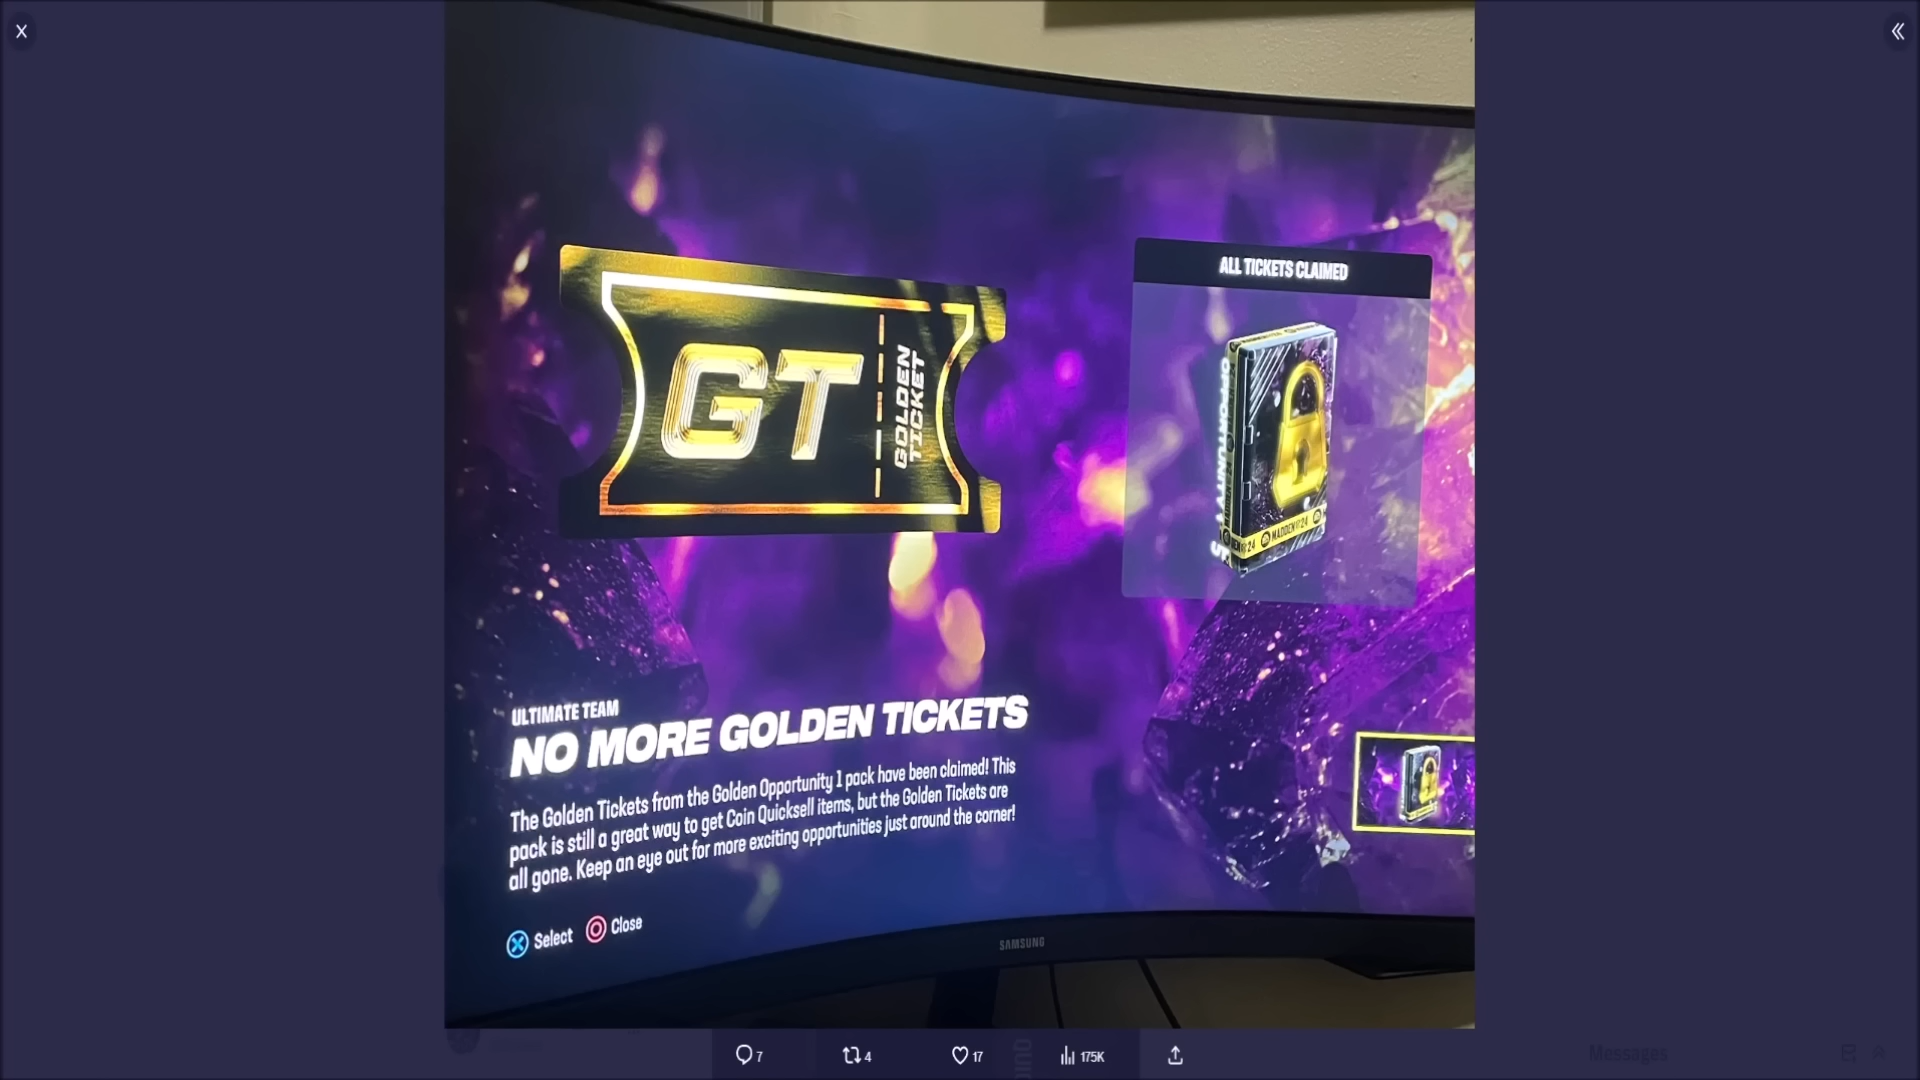 GT
GOLDEN
TICKET
ALL TICKETS CLAIMED
OPPORTUNITY
MADDEN 24
ULTIMATE TEAM
NO MORE GOLDEN TICKETS
The Golden Tickets from the Golden Opportunity 1 pack have been claimed! This
pack is still a great way to get Coin Quicksell items, but the Golden Tickets are
all gone. Keep an eye out for more exciting opportunities just around the corner!
Select
Close
SAMSUNG
7
4
17
175K
Messages